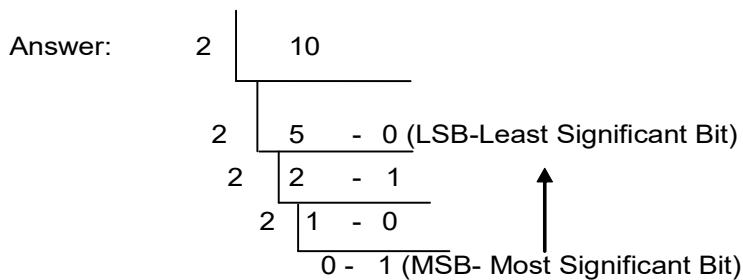 Answer: 2 10
2 5 - 0 (LSB-Least Significant Bit)
2 2 - 1
2 1 - 0
0 - 1 (MSB- Most Significant Bit)